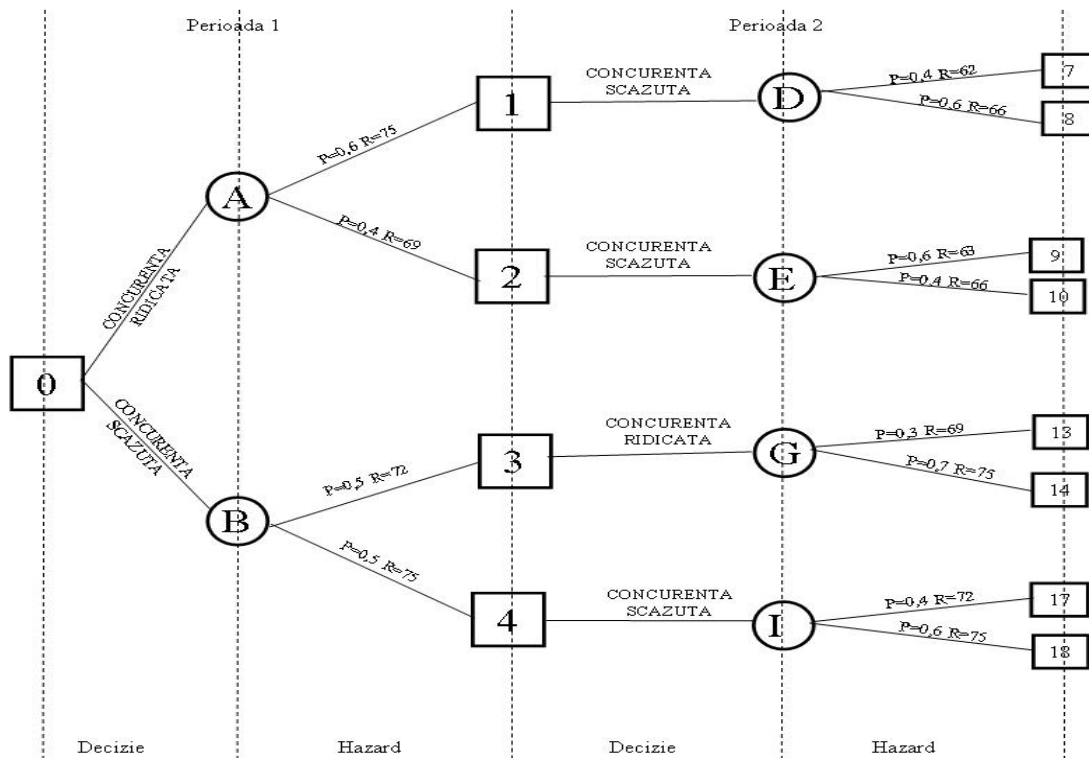 Perioada 1
Perioada 2
CONCURENTA
SCAZUTA
D
P=0,4 R=62
7
P=0,6 R=66
8
1
P=0,6 R=75
A
P=0,4 R=69
2
CONCURENTA
SCAZUTA
E
P=0,6 R=63
9
P=0,4 R=66
10
CONCURENTA
RIDICATA
0
CONCURENTA
SCAZUTA
B
P=0,5 R=72
3
CONCURENTA
RIDICATA
G
P=0,3 R=69
13
P=0,7 R=75
14
P=0,5 R=75
4
CONCURENTA
SCAZUTA
I
P=0,4 R=72
17
P=0,6 R=75
18
Decizie
Hazard
Decizie
Hazard